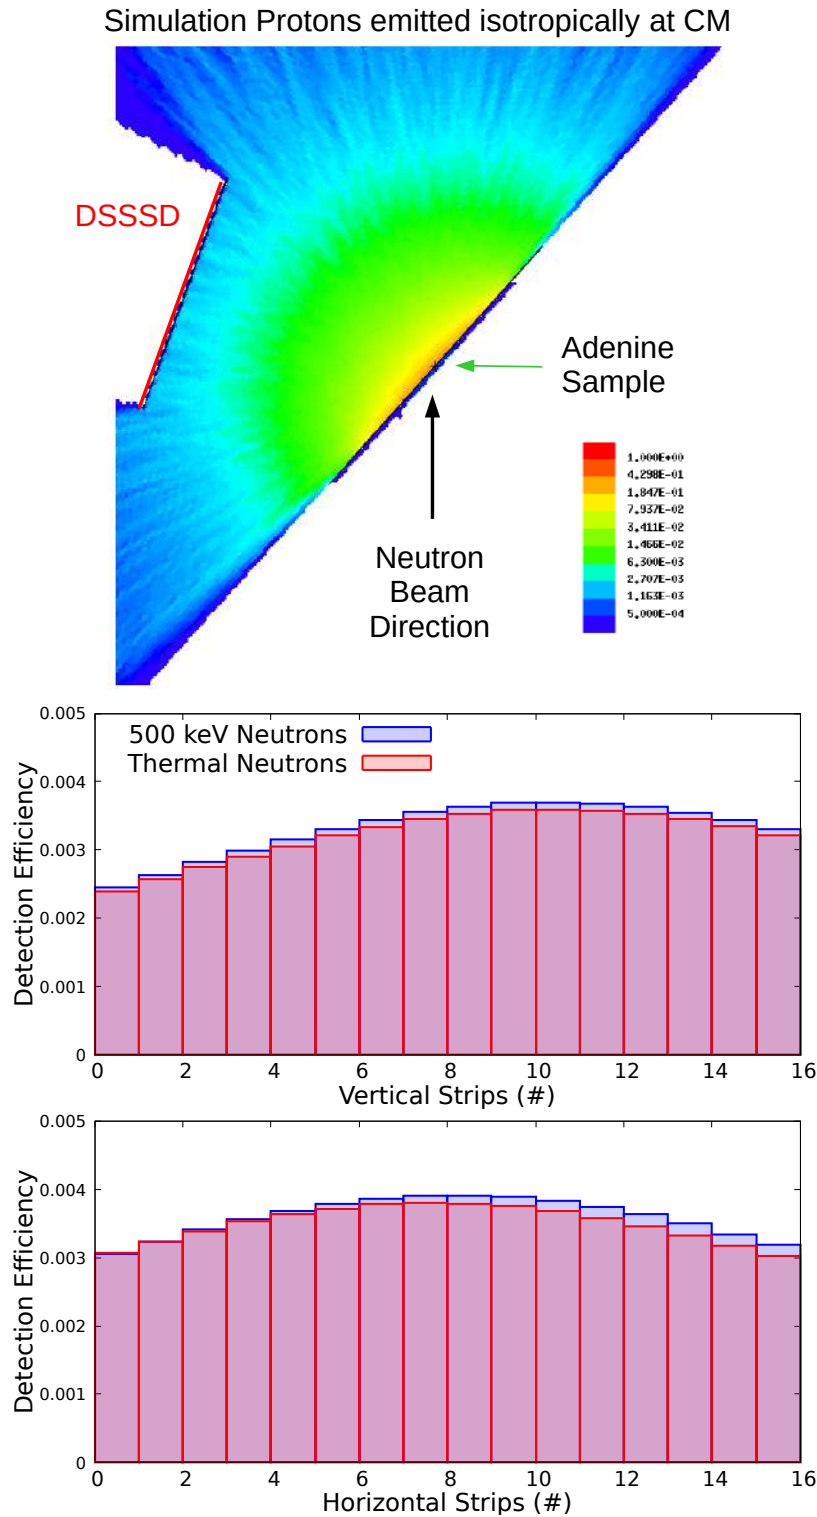 Simulation Protons emitted isotropically at CM
DSSSD
Adenine
Sample
Neutron
Beam
Direction
1.000E+00
4.298E-01
1.847E-01
7.937E-02
3.411E-02
1.466E-02
6.300E-03
2.707E-03
1.163E-03
5.000E-04
0.005
0.004
0.003
0.002
0.001
0
Detection Efficiency
500 keV Neutrons
Thermal Neutrons
0 2 4 6 8 10 12 14 16
Vertical Strips (#)
0.005
0.004
0.003
0.002
0.001
0
Detection Efficiency
0 2 4 6 8 10 12 14 16
Horizontal Strips (#)